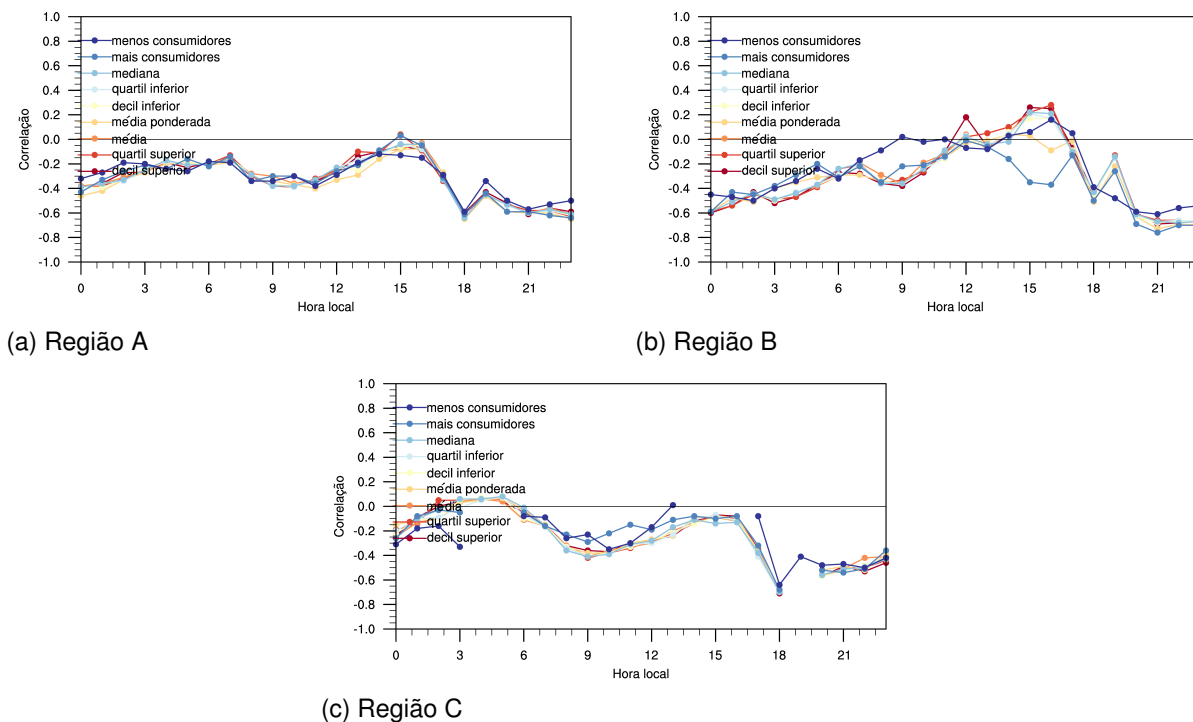 1.0
0.8
0.6
0.4
0.2
0.0
-0.2
-0.4
-0.6
-0.8
-1.0
Correlação
menos consumidores
mais consumidores
mediana
quartil inferior
decil inferior
média ponderada
média
quartil superior
decil superior
0 3 6 9 12 15 18 21
Hora local
(a) Região A
1.0
0.8
0.6
0.4
0.2
0.0
-0.2
-0.4
-0.6
-0.8
-1.0
Correlação
menos consumidores
mais consumidores
mediana
quartil inferior
decil inferior
média ponderada
média
quartil superior
decil superior
0 3 6 9 12 15 18 21
Hora local
(b) Região B
1.0
0.8
0.6
0.4
0.2
0.0
-0.2
-0.4
-0.6
-0.8
-1.0
Correlação
menos consumidores
mais consumidores
mediana
quartil inferior
decil inferior
média ponderada
média
quartil superior
decil superior
0 3 6 9 12 15 18 21
Hora local
(c) Região C